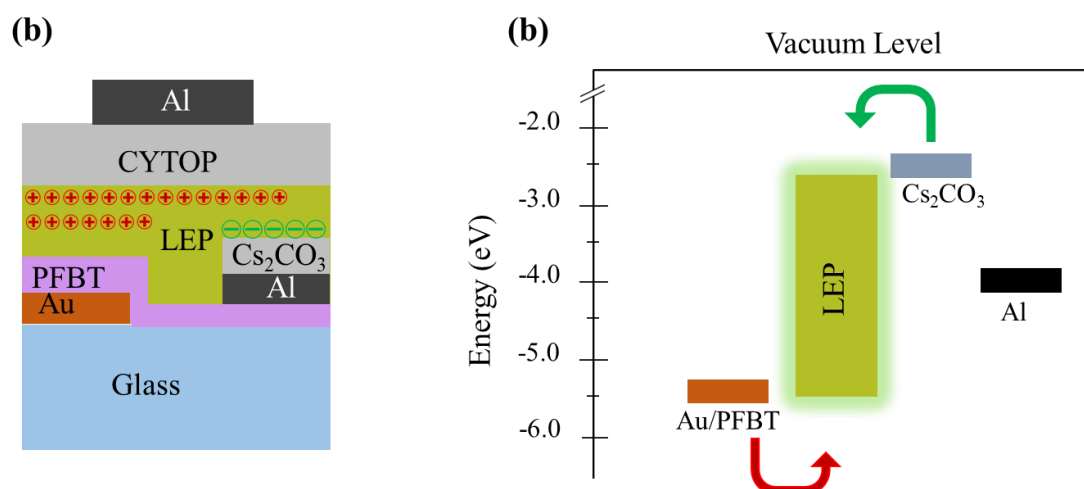 (b)
Al
CYTOP
LEP
Cs₂CO₃
PFBT
Al
Au
Glass
(b)
Vacuum Level
-2.0
-3.0
-4.0
-5.0
-6.0
Energy (eV)
LEP
Cs₂CO₃
Al
Au/PFBT